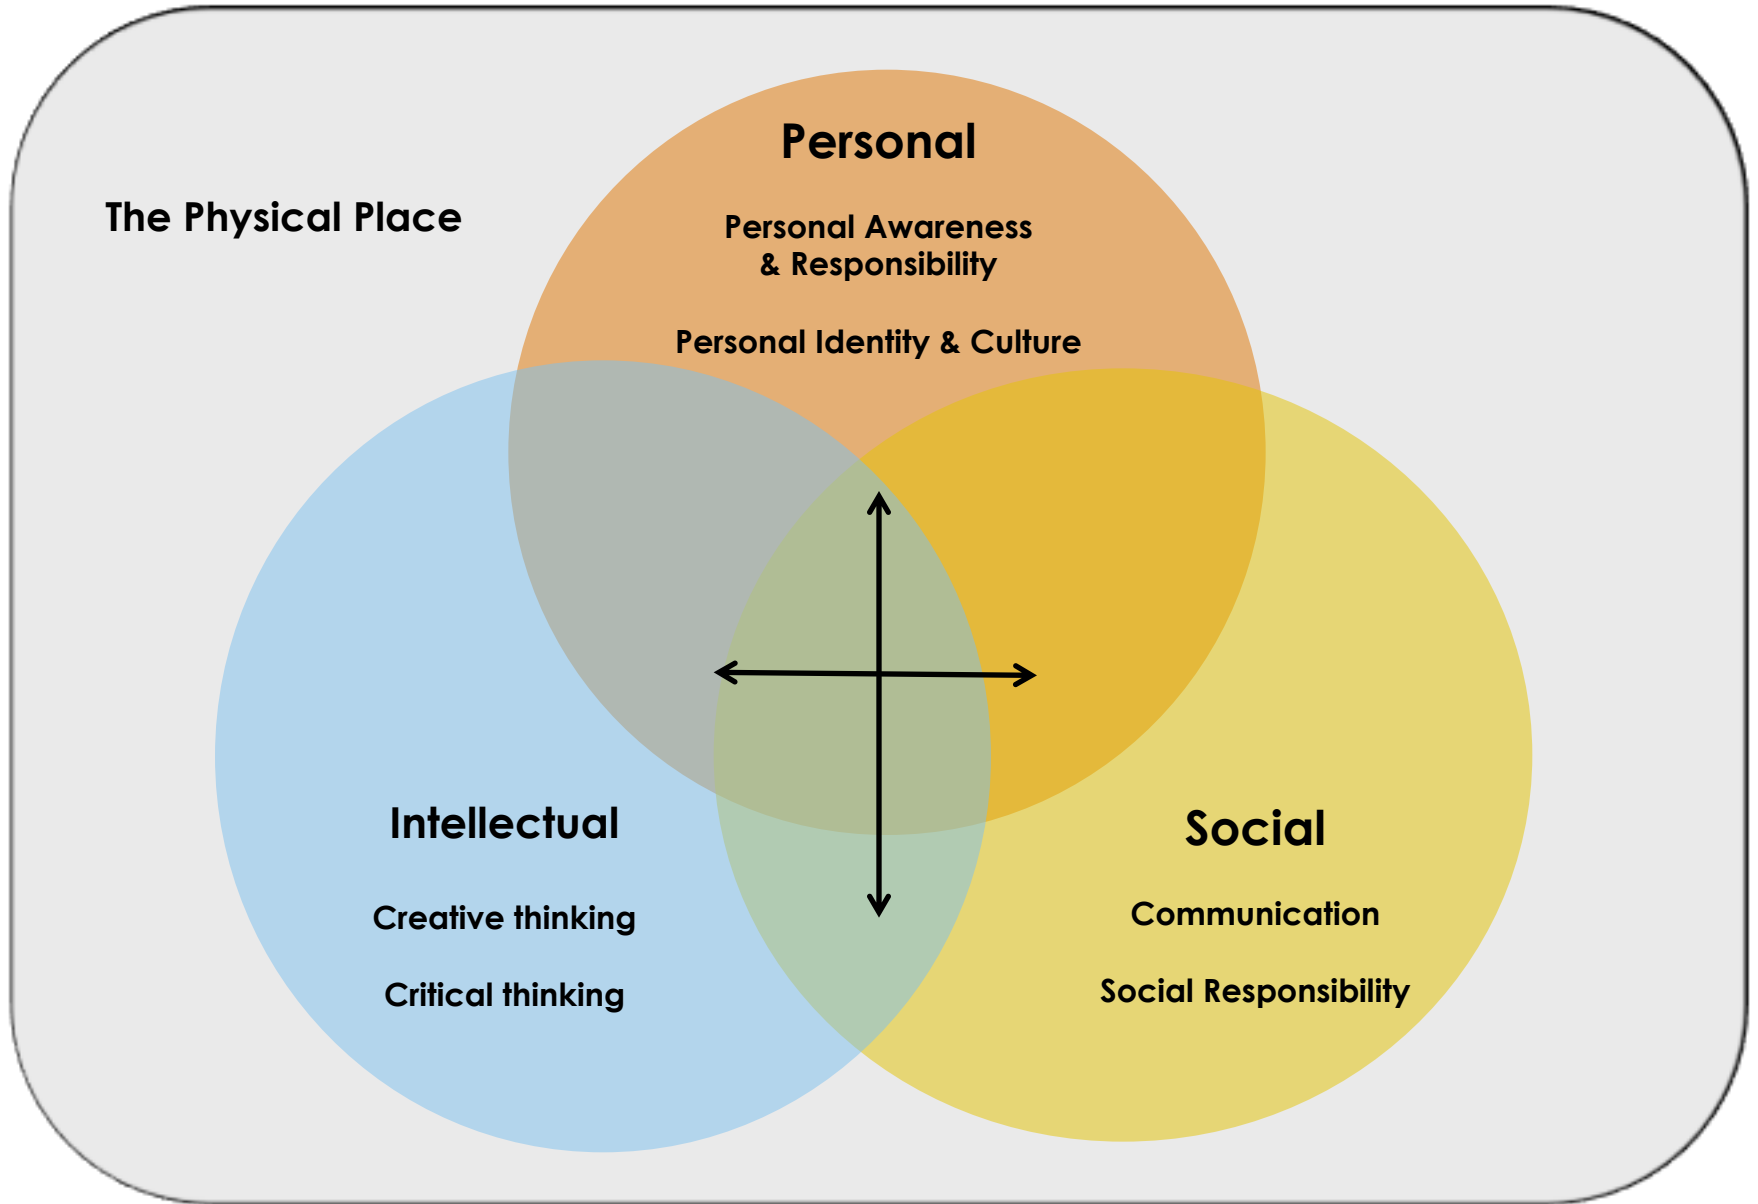 Personal
The Physical Place
Personal Awareness
& Responsibility
Personal Identity & Culture
Intellectual
Creative thinking
Critical thinking
Social
Communication
Social Responsibility